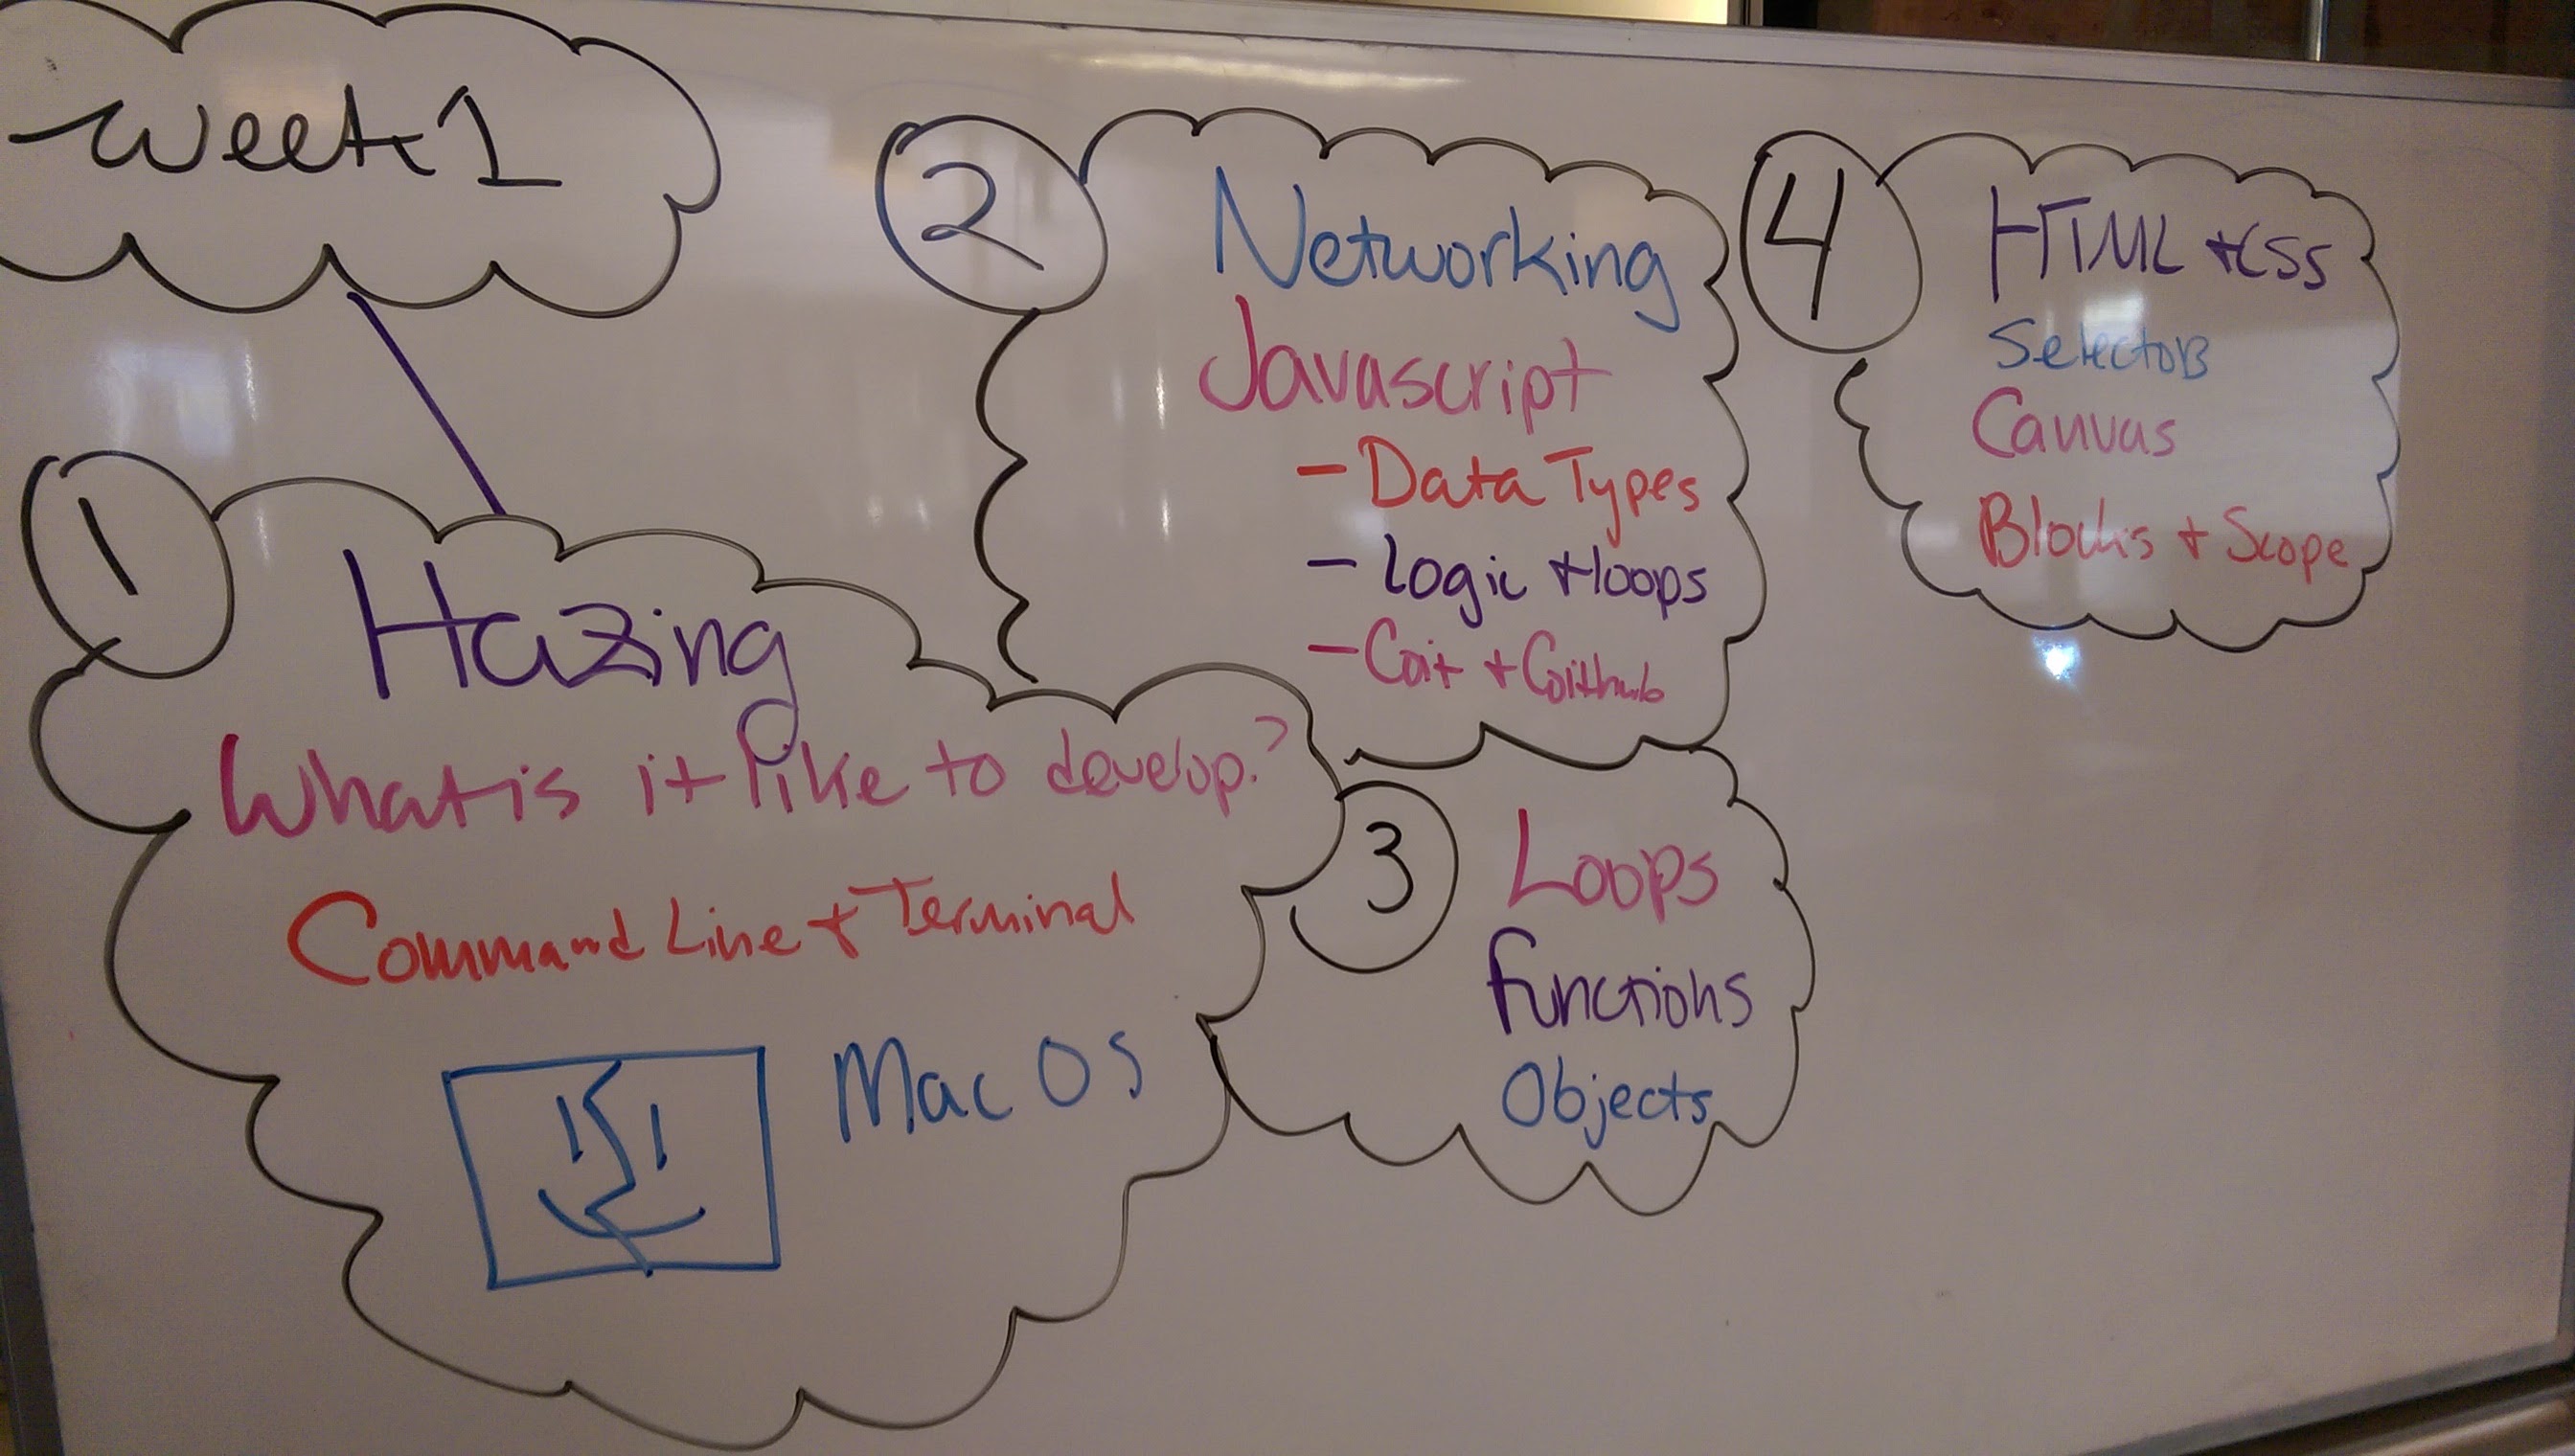 Week 1
1
Hazing
What is it like to develop?
Command Line + Terminal
Mac OS
2
Networking
Javascript
- Data Types
- Logic + loops
- Git + Github
3
Loops
Functions
Objects
4
HTML + CSS
Selectors
Canvas
Blocks + Scope